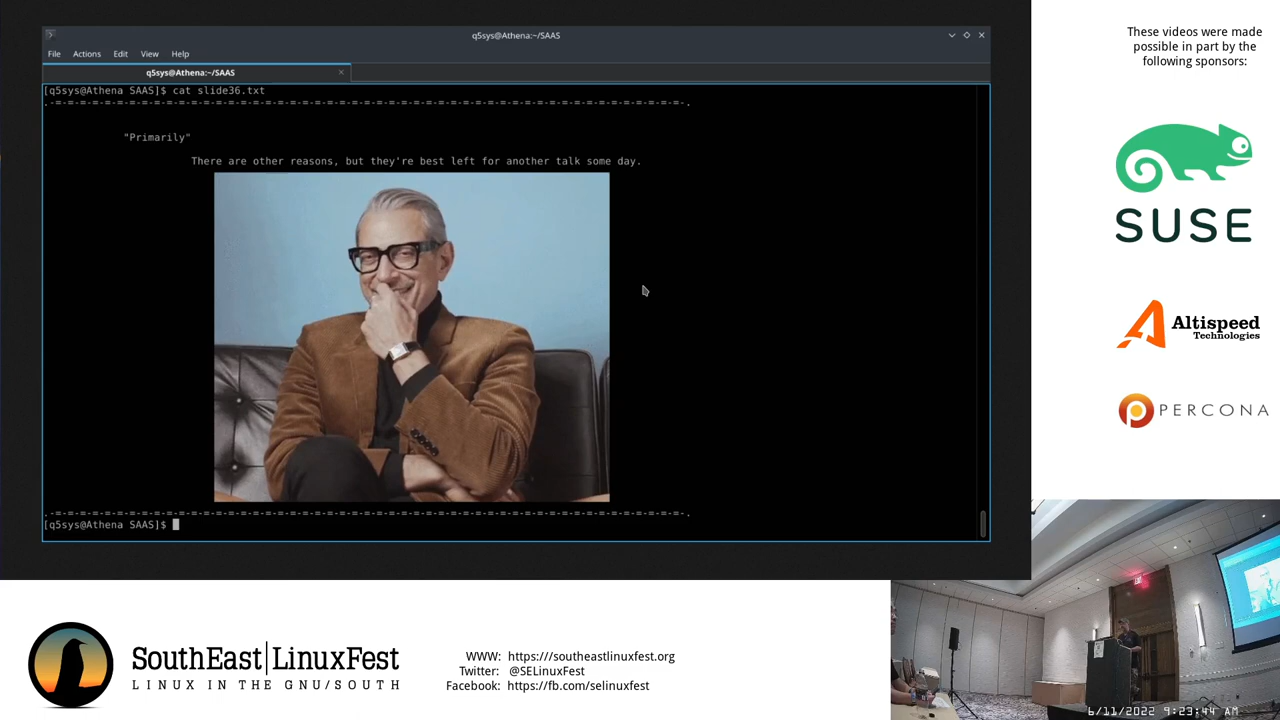 q5sys@Athena:~/SAAS
File Actions Edit View Help
q5sys@Athena:~/SAAS
[q5sys@Athena SAAS]$ cat slide36.txt
.-=-=-=-=-=-=-=-=-=-=-=-=-=-=-=-=-=-=-=-=-=-=-=-=-=-=-=-=-=-=-=-=-=-=-=-=-=-=-=-=-=-=-=-=-=-=-=-=-=-=-=-=-.
"Primarily"
There are other reasons, but they're best left for another talk some day.
.-=-=-=-=-=-=-=-=-=-=-=-=-=-=-=-=-=-=-=-=-=-=-=-=-=-=-=-=-=-=-=-=-=-=-=-=-=-=-=-=-=-=-=-=-=-=-=-=-=-=-=-=-.
[q5sys@Athena SAAS]$
These videos were made
possible in part by the
following sponsors:
SUSE
Altispeed
Technologies
PERCONA
SouthEast|LinuxFest
LINUX IN THE GNU/SOUTH
WWW: https:///southeastlinuxfest.org
Twitter: @SELinuxFest
Facebook: https://fb.com/selinuxfest
6/11/2022 9:23:44 AM